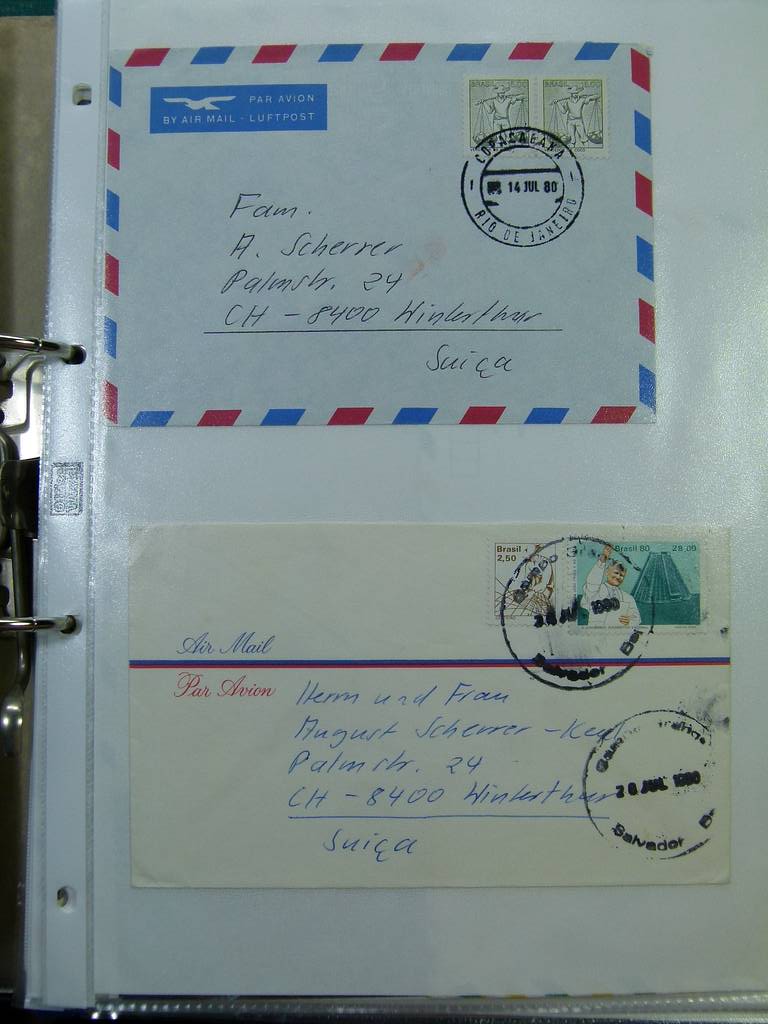 PAR AVION
BY AIR MAIL - LUFTPOST
BRASIL
BRASIL
COPACABANA
14 JUL 80
RIO DE JANEIRO
Fam.
A. Scherrer
Palmstr. 24
CH - 8400 Winterthur
Suiça
Brasil
2,50
Brasil 80 28,00
JUL 1980
Salvador
Air Mail
Par Avion
Herrn und Frau
August Scherrer -
Palmstr. 24
CH - 8400 Winterthur
Suiça
JUL 1980
Salvador